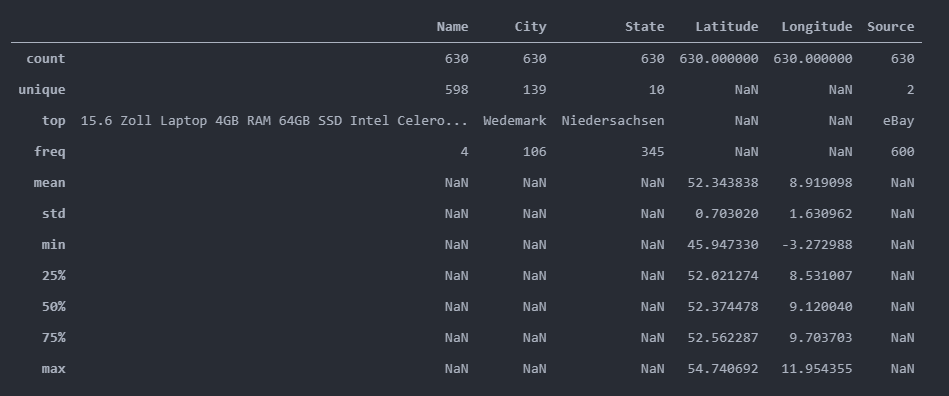 Name City State Latitude Longitude Source
count 630 630 630 630.000000 630.000000 630
unique 598 139 10 NaN NaN 2
top 15.6 Zoll Laptop 4GB RAM 64GB SSD Intel Celero... Wedemark Niedersachsen NaN NaN eBay
freq 4 106 345 NaN NaN 600
mean NaN NaN NaN 52.343838 8.919098 NaN
std NaN NaN NaN 0.703020 1.630962 NaN
min NaN NaN NaN 45.947330 -3.272988 NaN
25% NaN NaN NaN 52.021274 8.531007 NaN
50% NaN NaN NaN 52.374478 9.120040 NaN
75% NaN NaN NaN 52.562287 9.703703 NaN
max NaN NaN NaN 54.740692 11.954355 NaN